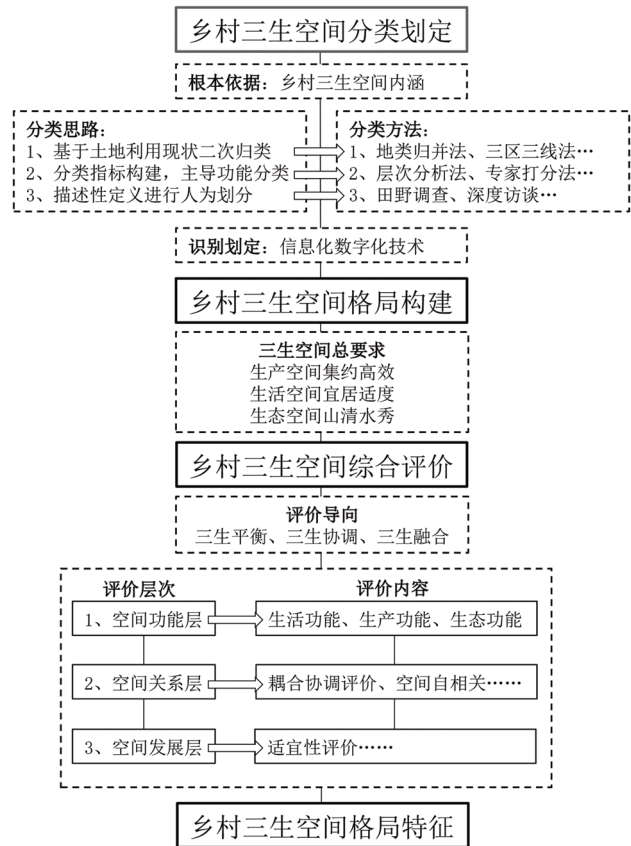 乡村三生空间分类划定
根本依据：乡村三生空间内涵
分类思路：
1、基于土地利用现状二次归类
2、分类指标构建，主导功能分类
3、描述性定义进行人为划分
分类方法：
1、地类归并法、三区三线法…
2、层次分析法、专家打分法…
3、田野调查、深度访谈…
识别划定：信息化数字化技术
乡村三生空间格局构建
三生空间总要求
生产空间集约高效
生活空间宜居适度
生态空间山清水秀
乡村三生空间综合评价
评价导向
三生平衡、三生协调、三生融合
评价层次
评价内容
1、空间功能层
生活功能、生产功能、生态功能
2、空间关系层
耦合协调评价、空间自相关……
3、空间发展层
适宜性评价……
乡村三生空间格局特征